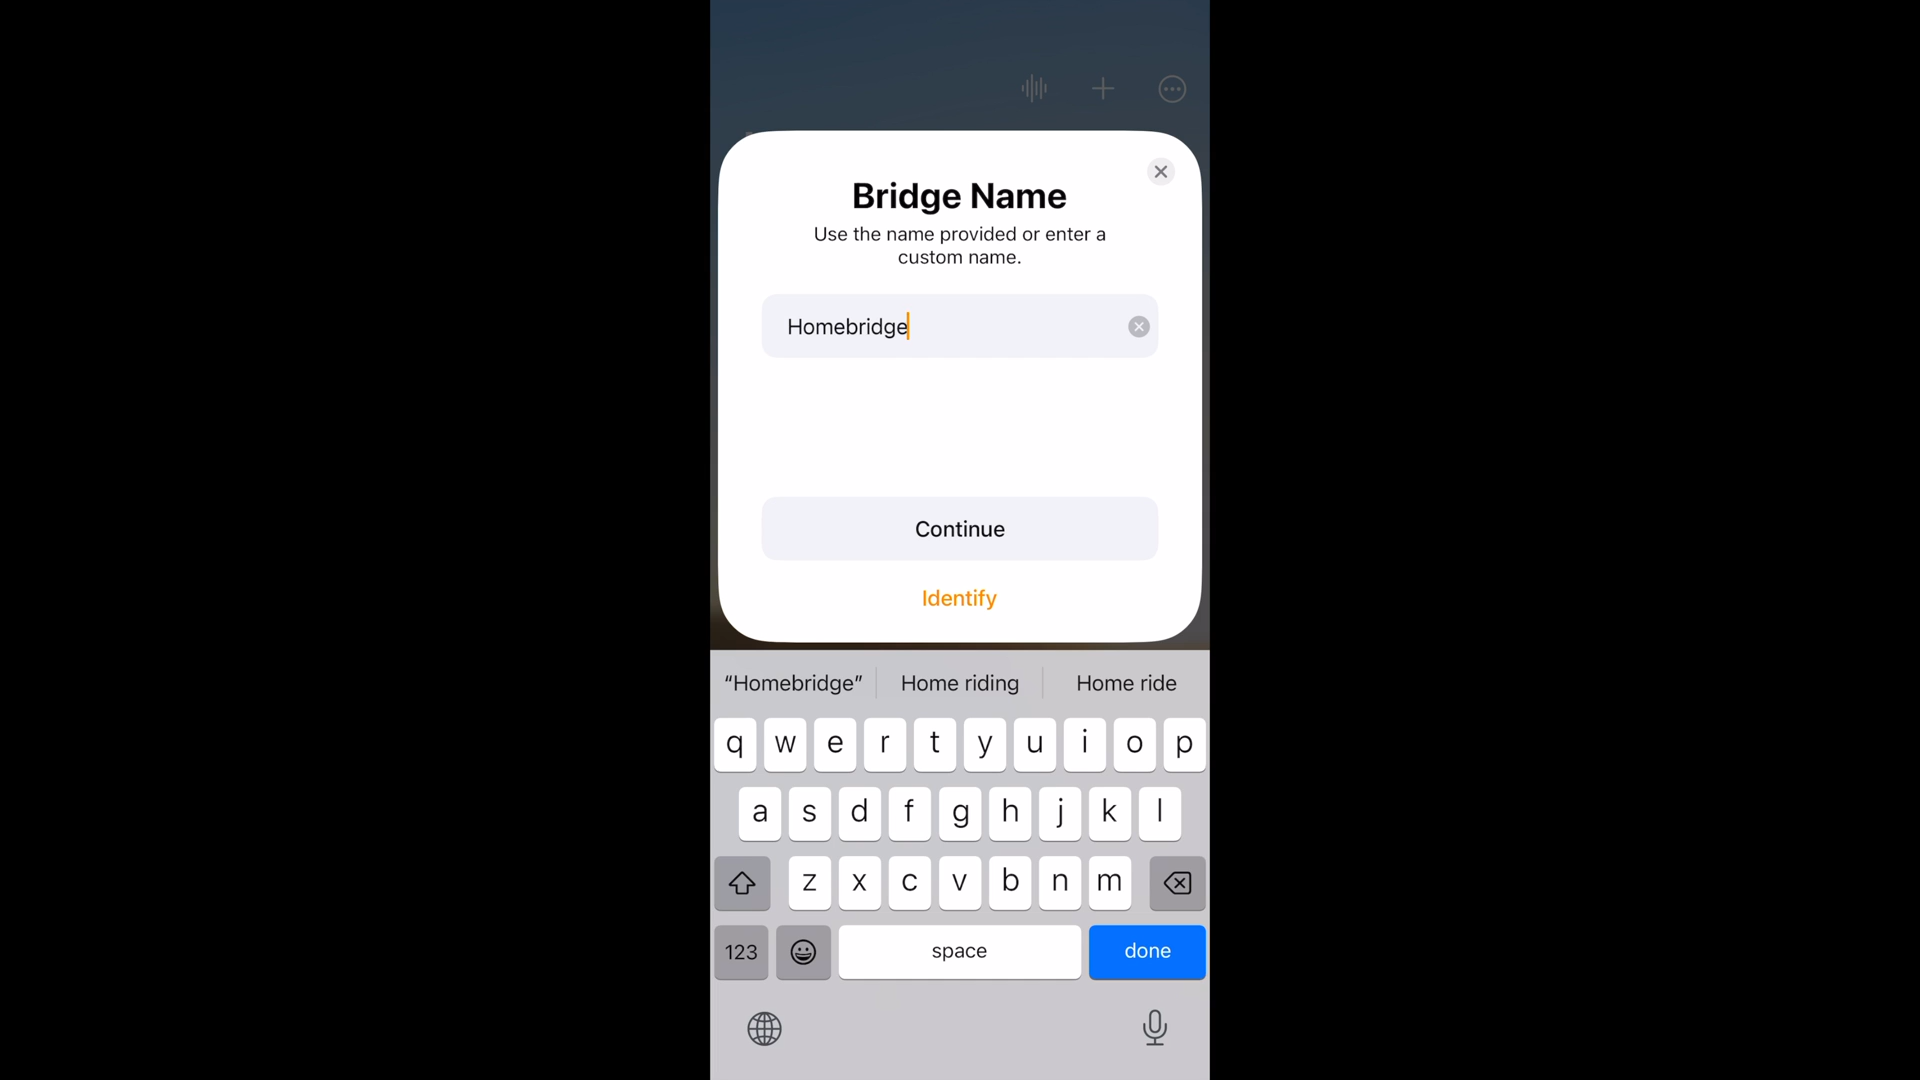 Bridge Name
Use the name provided or enter a
custom name.
Homebridge
Continue
Identify
“Homebridge” Home riding Home ride
q w e r t y u i o p
a s d f g h j k l
z x c v b n m
123 space done